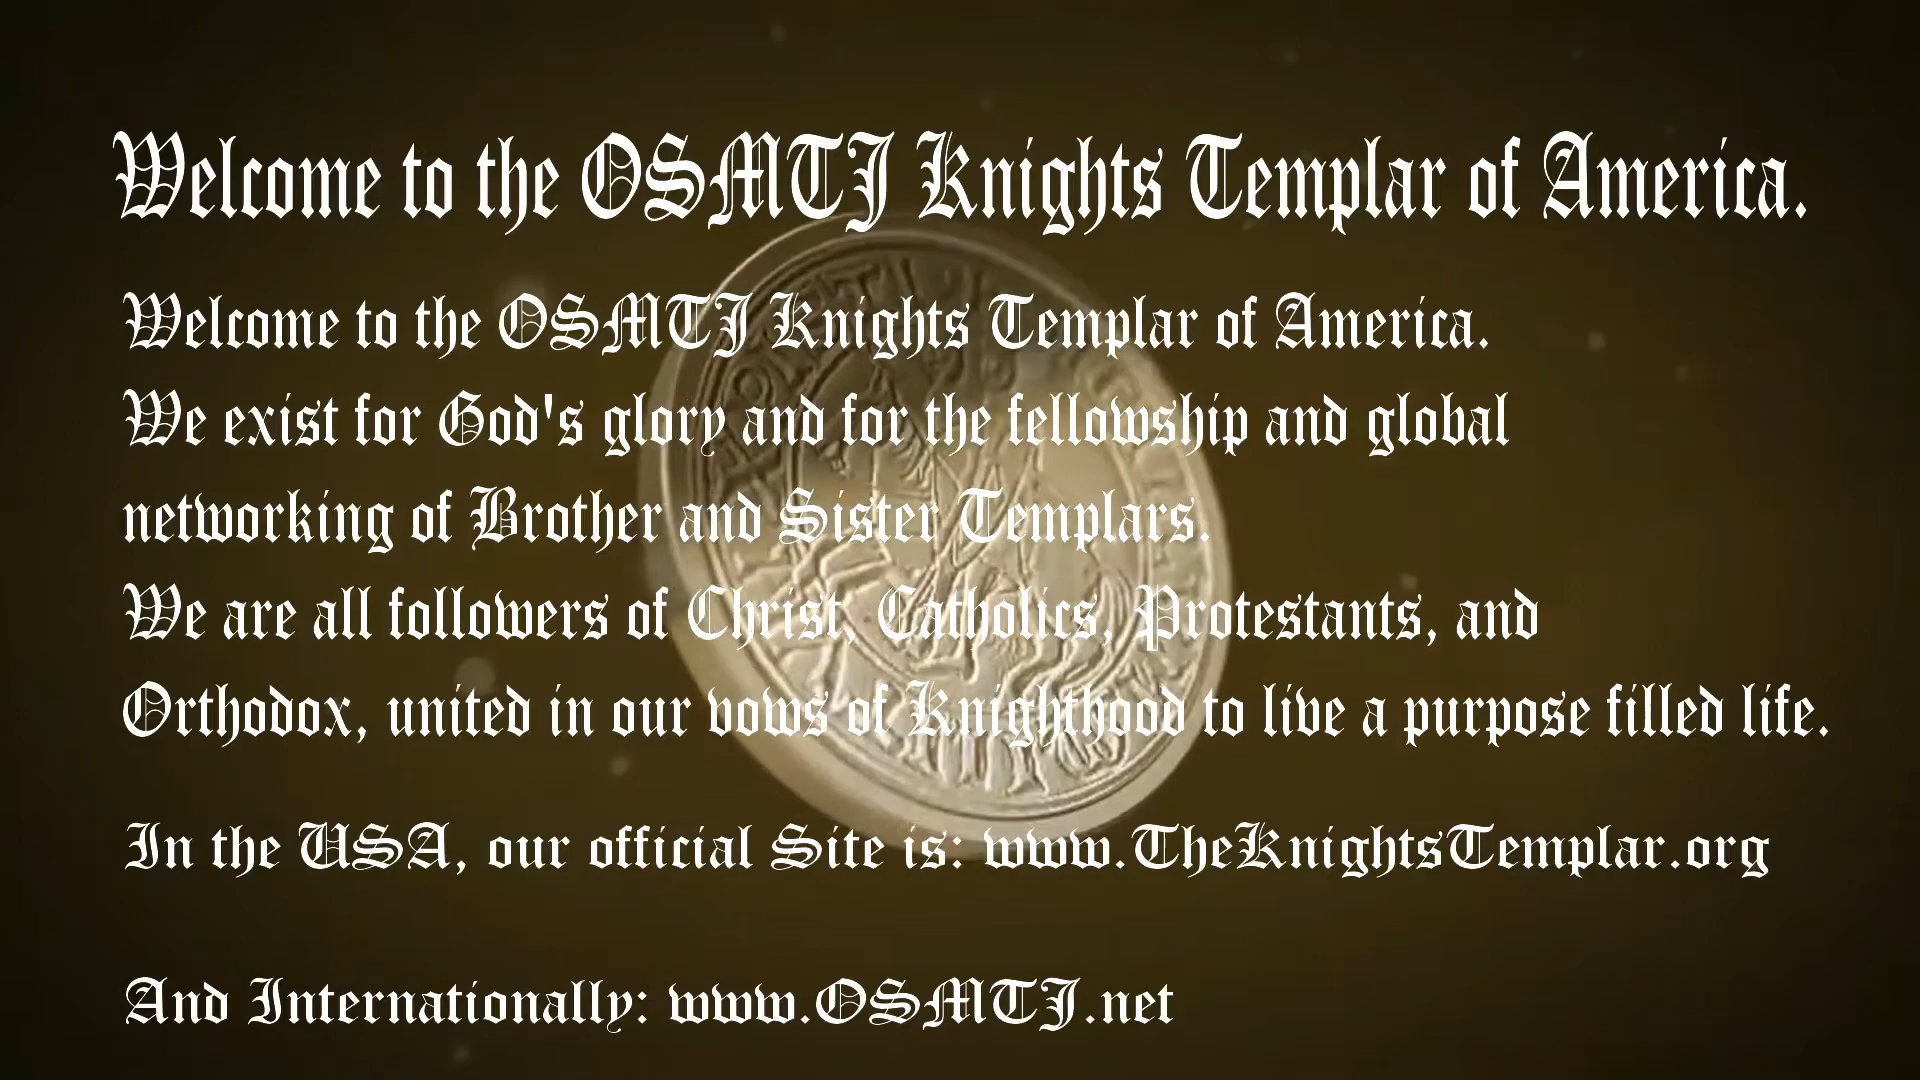 Welcome to the OSMTJ Knights Templar of America.
Welcome to the OSMTJ Knights Templar of America.
We exist for God's glory and for the fellowship and global
networking of Brother and Sister Templars.
We are all followers of Christ, Catholics, Protestants, and
Orthodox, united in our vows of Knighthood to live a purpose filled life.
In the USA, our official Site is: www.TheKnightsTemplar.org
And Internationally: www.OSMTJ.net